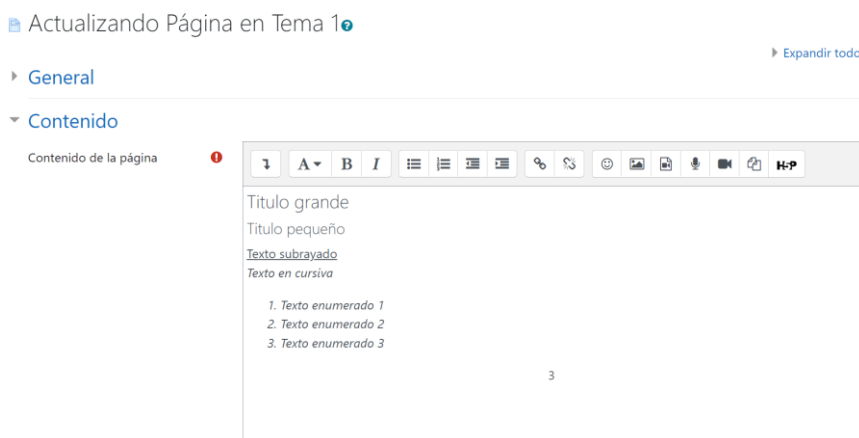 Actualizando Página en Tema 1
Expandir todo
General
Contenido
Contenido de la página
A B I H-P
Titulo grande
Titulo pequeño
Texto subrayado
Texto en cursiva
1. Texto enumerado 1
2. Texto enumerado 2
3. Texto enumerado 3
3